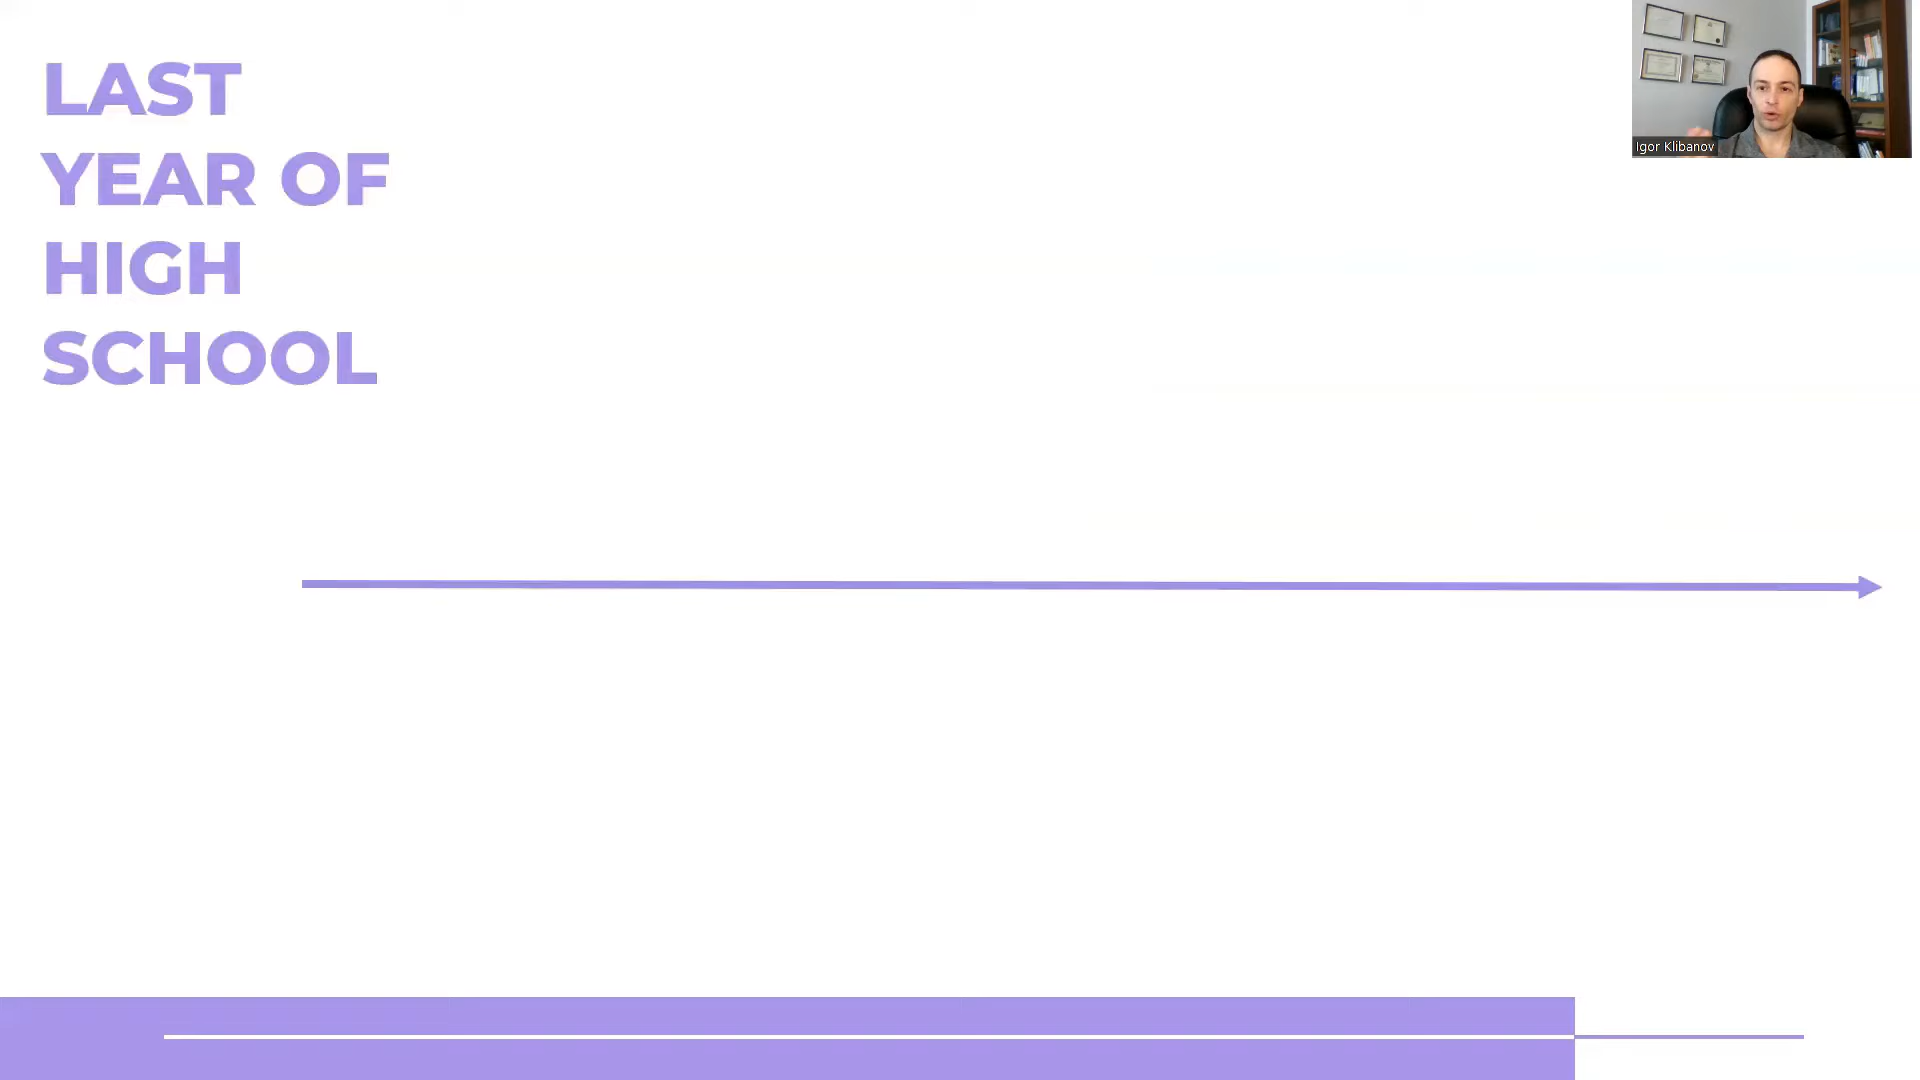 LAST
YEAR OF
HIGH
SCHOOL
Igor Klibanov